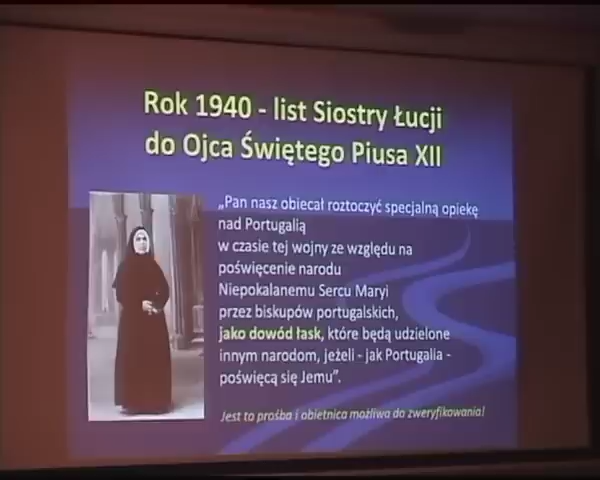 Rok 1940 - list Siostry Łucji
do Ojca Świętego Piusa XII
„Pan nasz obiecał roztoczyć specjalną opiekę
nad Portugalią
w czasie tej wojny ze względu na
poświęcenie narodu
Niepokalanemu Sercu Maryi
przez biskupów portugalskich,
jako dowód łask, które będą udzielone
innym narodom, jeżeli - jak Portugalia -
poświęcą się Jemu”.
Jest to prośba i obietnica możliwa do zweryfikowania!